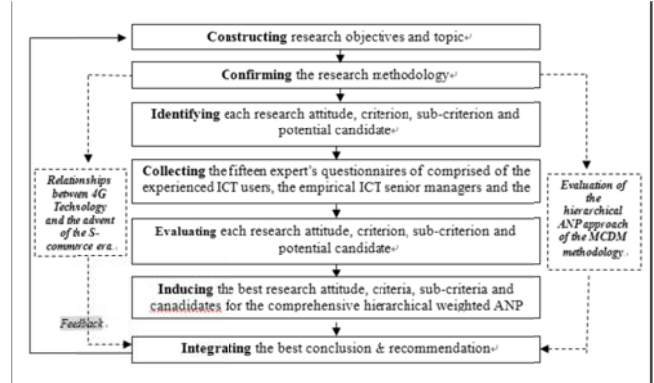 Constructing research objectives and topic
Confirming the research methodology
Identifying each research attitude, criterion, sub-criterion and
potential candidate
Collecting the fifteen expert's questionnaires of comprised of the
experienced ICT users, the empirical ICT senior managers and the
Relationships
between 4G
Technology
and the advent
of the S-
commerce era.
Evaluation of
the
hierarchical
ANP approach
of the MCDM
methodology.
Evaluating each research attitude, criterion, sub-criterion and
potential candidate
Inducing the best research attitude, criteria, sub-criteria and
canadidates for the comprehensive hierarchical weighted ANP
Feedback
Integrating the best conclusion & recommendation